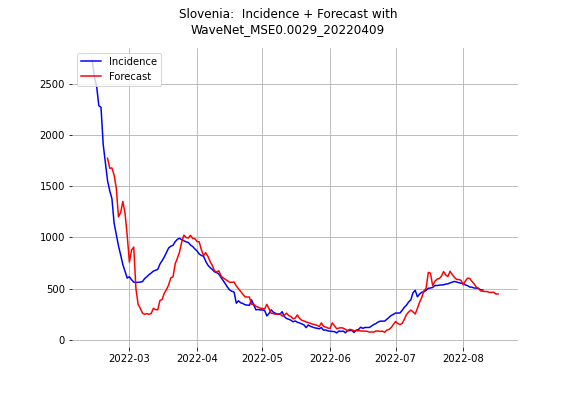 Slovenia:  Incidence + Forecast with
WaveNet_MSE0.0029_20220409
Incidence
Forecast
2500
2000
1500
1000
500
0
2022-03 2022-04 2022-05 2022-06 2022-07 2022-08